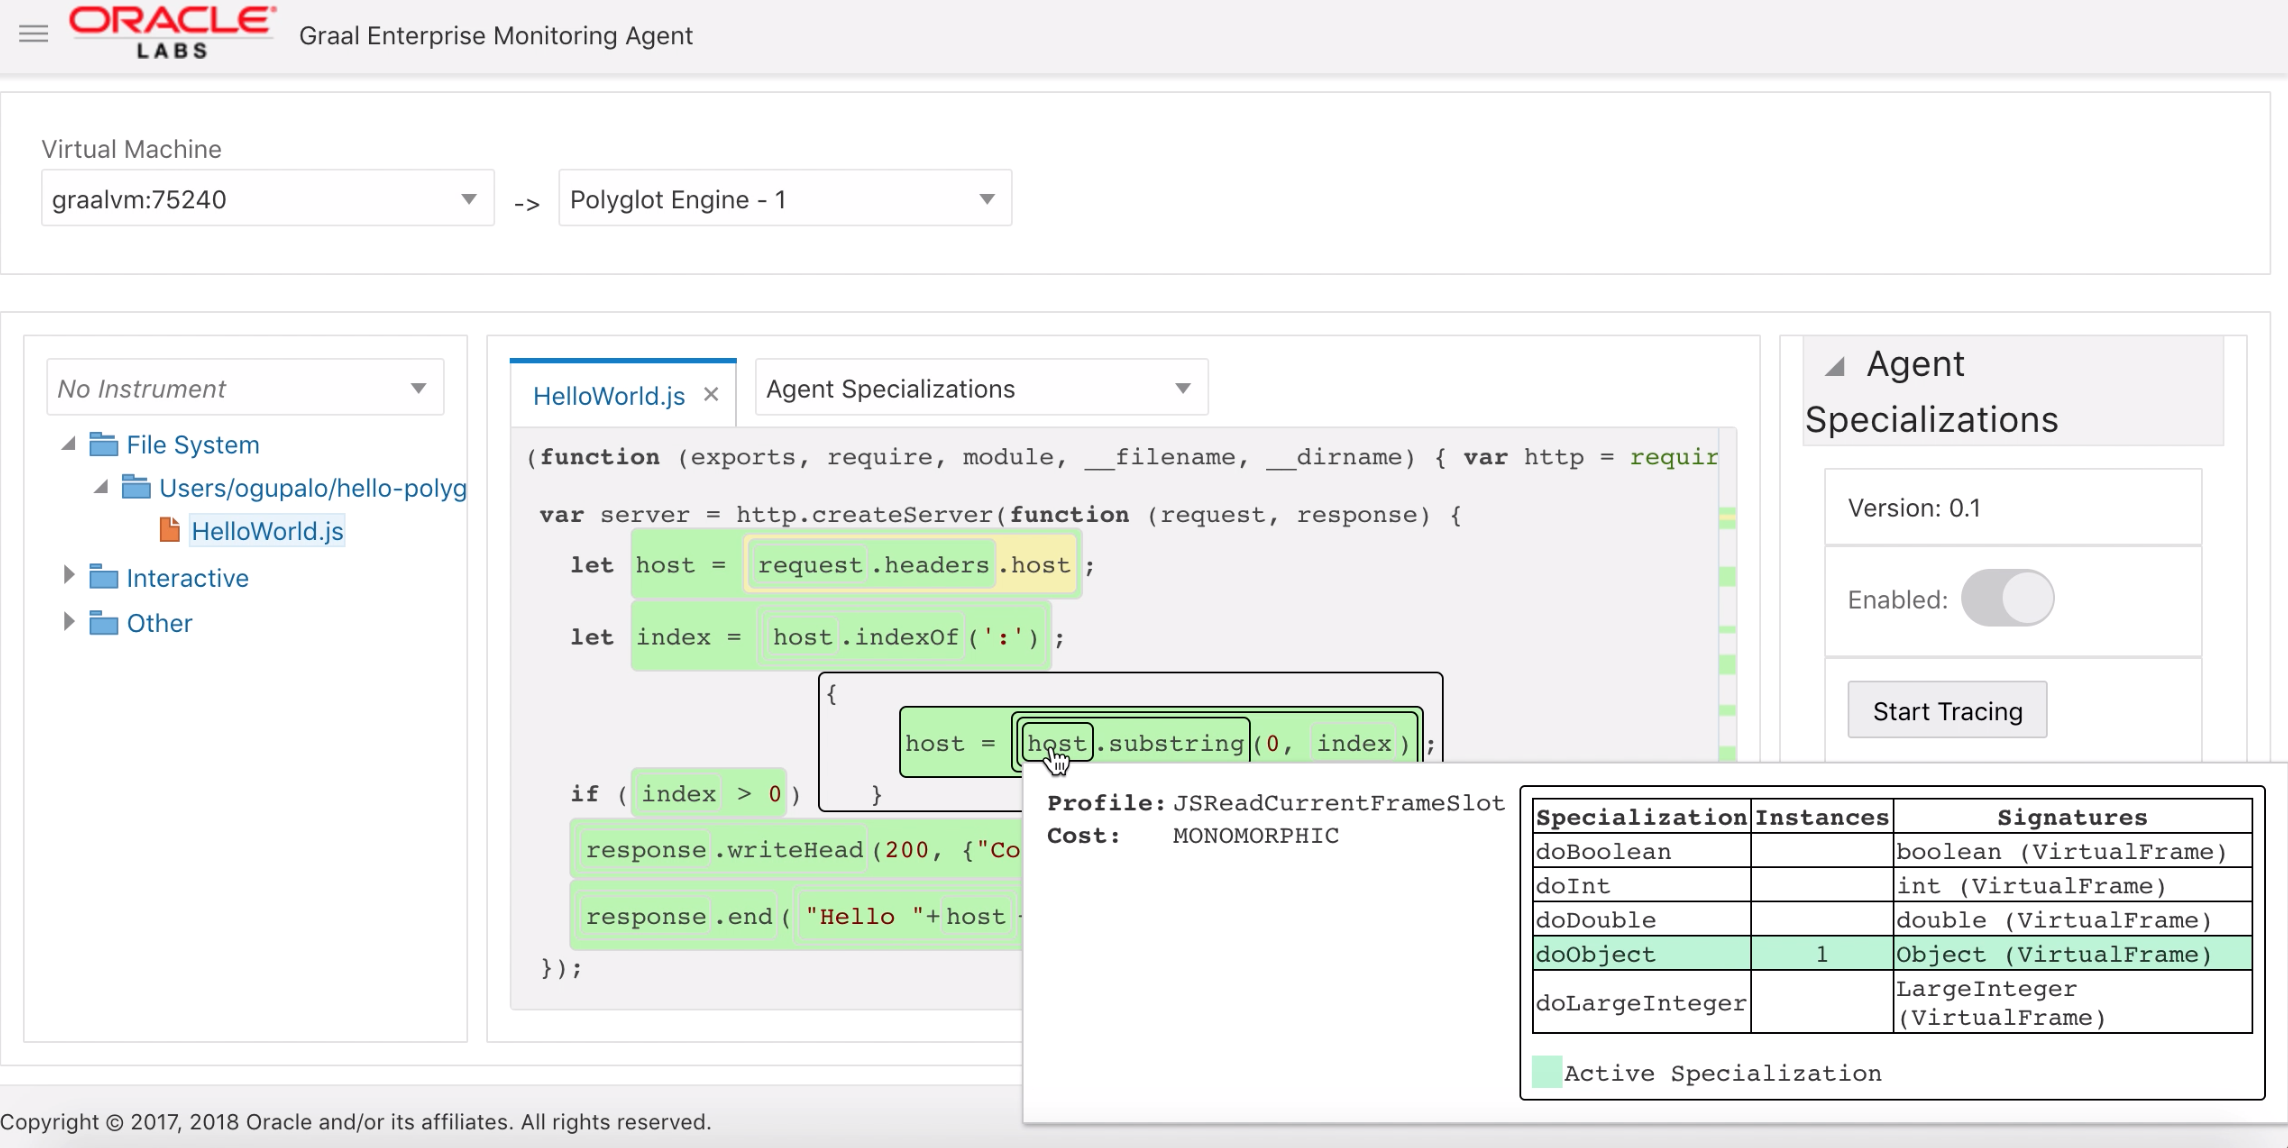 ORACLE
LABS
Graal Enterprise Monitoring Agent
Virtual Machine
graalvm:75240
->
Polyglot Engine - 1
No Instrument
File System
Users/ogupalo/hello-polyg
HelloWorld.js
Interactive
Other
HelloWorld.js ×
Agent Specializations
(function (exports, require, module, __filename, __dirname) { var http = requir
var server = http.createServer(function (request, response) {
let host = request.headers.host;
let index = host.indexOf(':');
{
host = host.substring(0, index);
if (index > 0) }
response.writeHead(200, {"Co
response.end("Hello "+host
});
Agent
Specializations
Version: 0.1
Enabled:
Start Tracing
Profile: JSReadCurrentFrameSlot
Cost: MONOMORPHIC
Specialization Instances Signatures
doBoolean boolean (VirtualFrame)
doInt int (VirtualFrame)
doDouble double (VirtualFrame)
doObject 1 Object (VirtualFrame)
doLargeInteger LargeInteger
(VirtualFrame)
Active Specialization
Copyright © 2017, 2018 Oracle and/or its affiliates. All rights reserved.